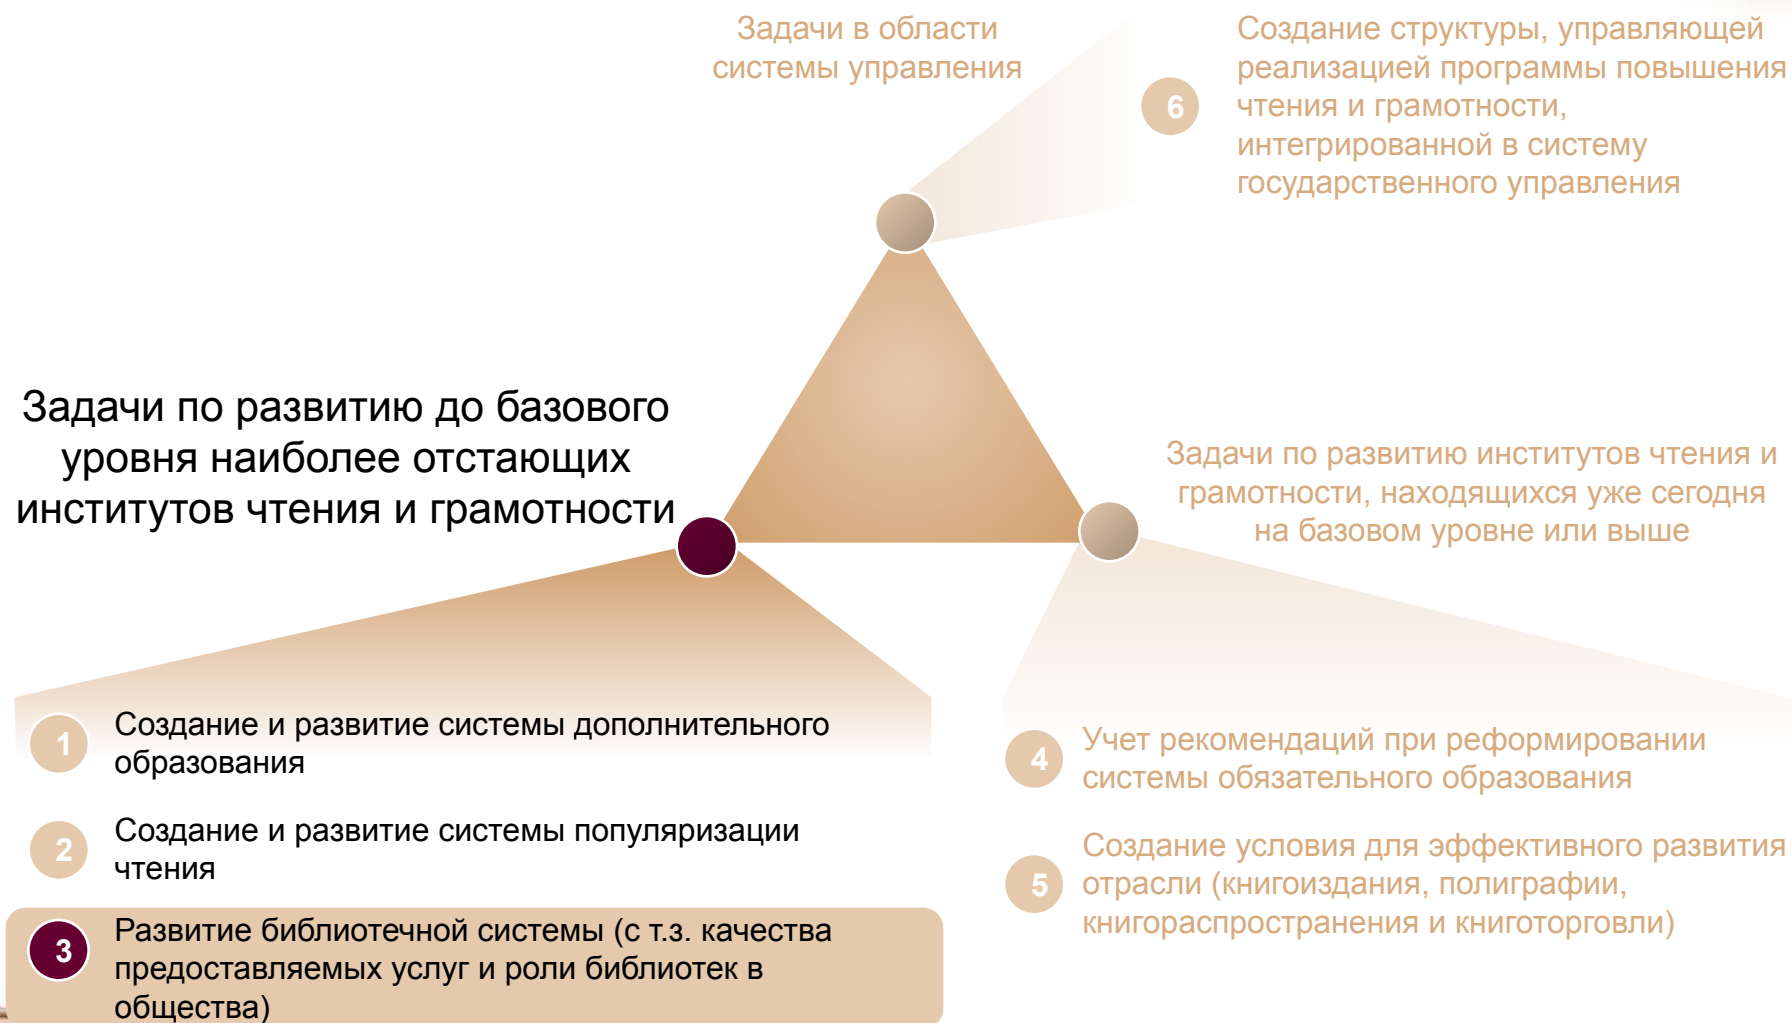 Задачи в области
системы управления
6
Создание структуры, управляющей
реализацией программы повышения
чтения и грамотности,
интегрированной в систему
государственного управления
Задачи по развитию до базового
уровня наиболее отстающих
институтов чтения и грамотности
Задачи по развитию институтов чтения и
грамотности, находящихся уже сегодня
на базовом уровне или выше
1
Создание и развитие системы дополнительного
образования
2
Создание и развитие системы популяризации
чтения
3
Развитие библиотечной системы (с т.з. качества
предоставляемых услуг и роли библиотек в
общества)
4
Учет рекомендаций при реформировании
системы обязательного образования
5
Создание условия для эффективного развития
отрасли (книгоиздания, полиграфии,
книгораспространения и книготорговли)